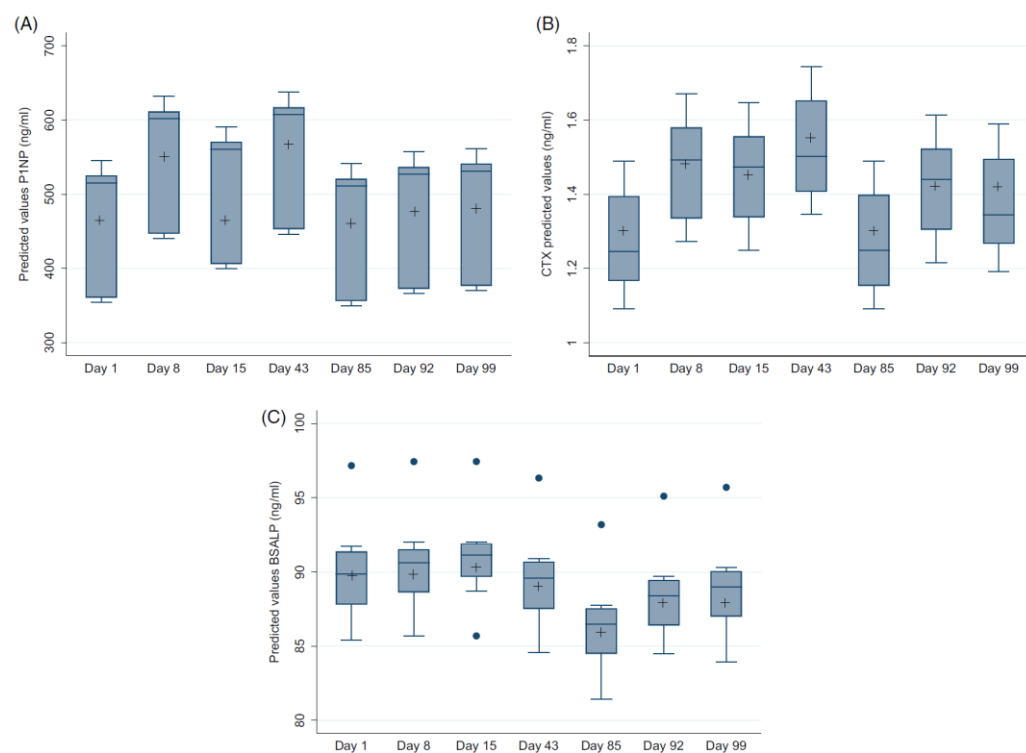 (A)
Predicted values P1NP (ng/ml)
700
600
500
400
300
Day 1 Day 8 Day 15 Day 43 Day 85 Day 92 Day 99
(B)
CTX predicted values (ng/ml)
1.8
1.6
1.4
1.2
1
Day 1 Day 8 Day 15 Day 43 Day 85 Day 92 Day 99
(C)
Predicted values BSALP (ng/ml)
100
95
90
85
80
Day 1 Day 8 Day 15 Day 43 Day 85 Day 92 Day 99